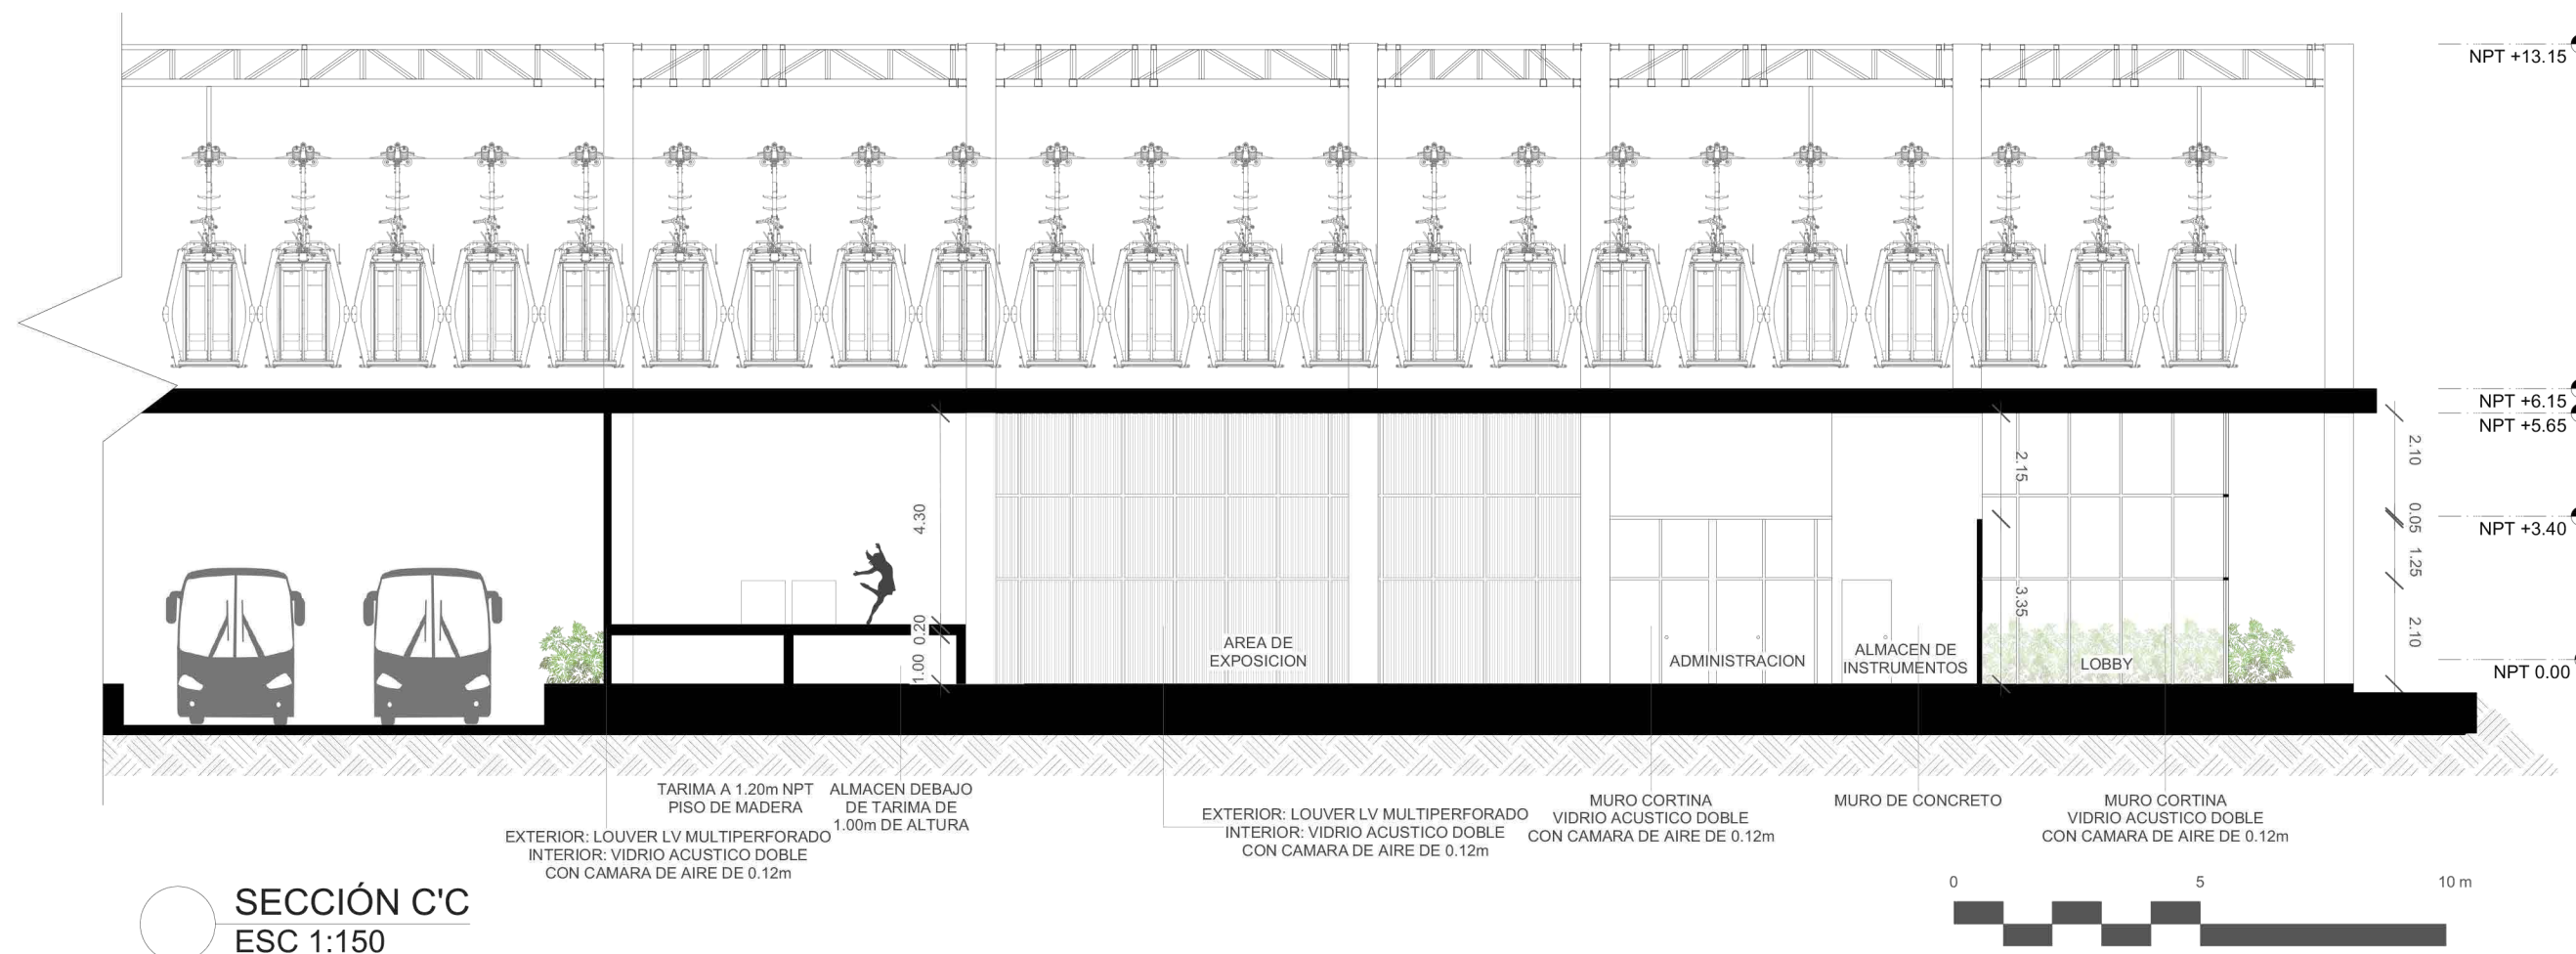 NPT +13.15
NPT +6.15
NPT +5.65
2.10
2.15
4.30
0.05
NPT +3.40
1.25
3.35
0.20
2.10
1.00
AREA DE
EXPOSICION
ADMINISTRACION
ALMACEN DE
INSTRUMENTOS
LOBBY
NPT 0.00
TARIMA A 1.20m NPT
PISO DE MADERA
ALMACEN DEBAJO
DE TARIMA DE
1.00m DE ALTURA
EXTERIOR: LOUVER LV MULTIPERFORADO
INTERIOR: VIDRIO ACUSTICO DOBLE
CON CAMARA DE AIRE DE 0.12m
EXTERIOR: LOUVER LV MULTIPERFORADO
INTERIOR: VIDRIO ACUSTICO DOBLE
CON CAMARA DE AIRE DE 0.12m
MURO CORTINA
VIDRIO ACUSTICO DOBLE
CON CAMARA DE AIRE DE 0.12m
MURO DE CONCRETO
MURO CORTINA
VIDRIO ACUSTICO DOBLE
CON CAMARA DE AIRE DE 0.12m
SECCIÓN C'C
ESC 1:150
0 5 10 m